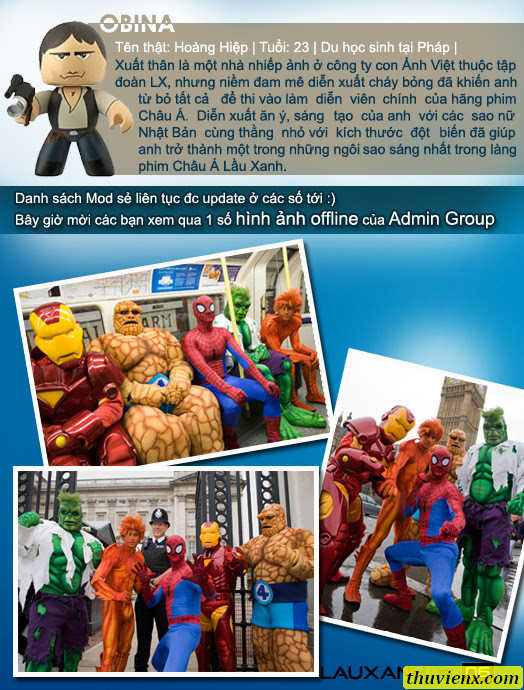 OBINA
Tên thật: Hoàng Hiệp | Tuổi: 23 | Du học sinh tại Pháp |
Xuất thân là một nhà nhiếp ảnh ở công ty con Ảnh Việt thuộc tập
đoàn LX, nhưng niềm đam mê diễn xuất cháy bỏng đã khiến anh
từ bỏ tất cả để thi vào làm diễn viên chính của hãng phim
Châu Á. Diễn xuất ăn ý, sáng tạo của anh với các sao nữ
Nhật Bản cùng thằng nhỏ với kích thước đột biến đã giúp
anh trở thành một trong những ngôi sao sáng nhất trong làng
phim Châu Á Lầu Xanh.
Danh sách Mod sẻ liên tục đc update ở các số tới :)
Bây giờ mời các bạn xem qua 1 số hình ảnh offline của Admin Group
ARM
4
LAUXAN
05
thuvienx.com